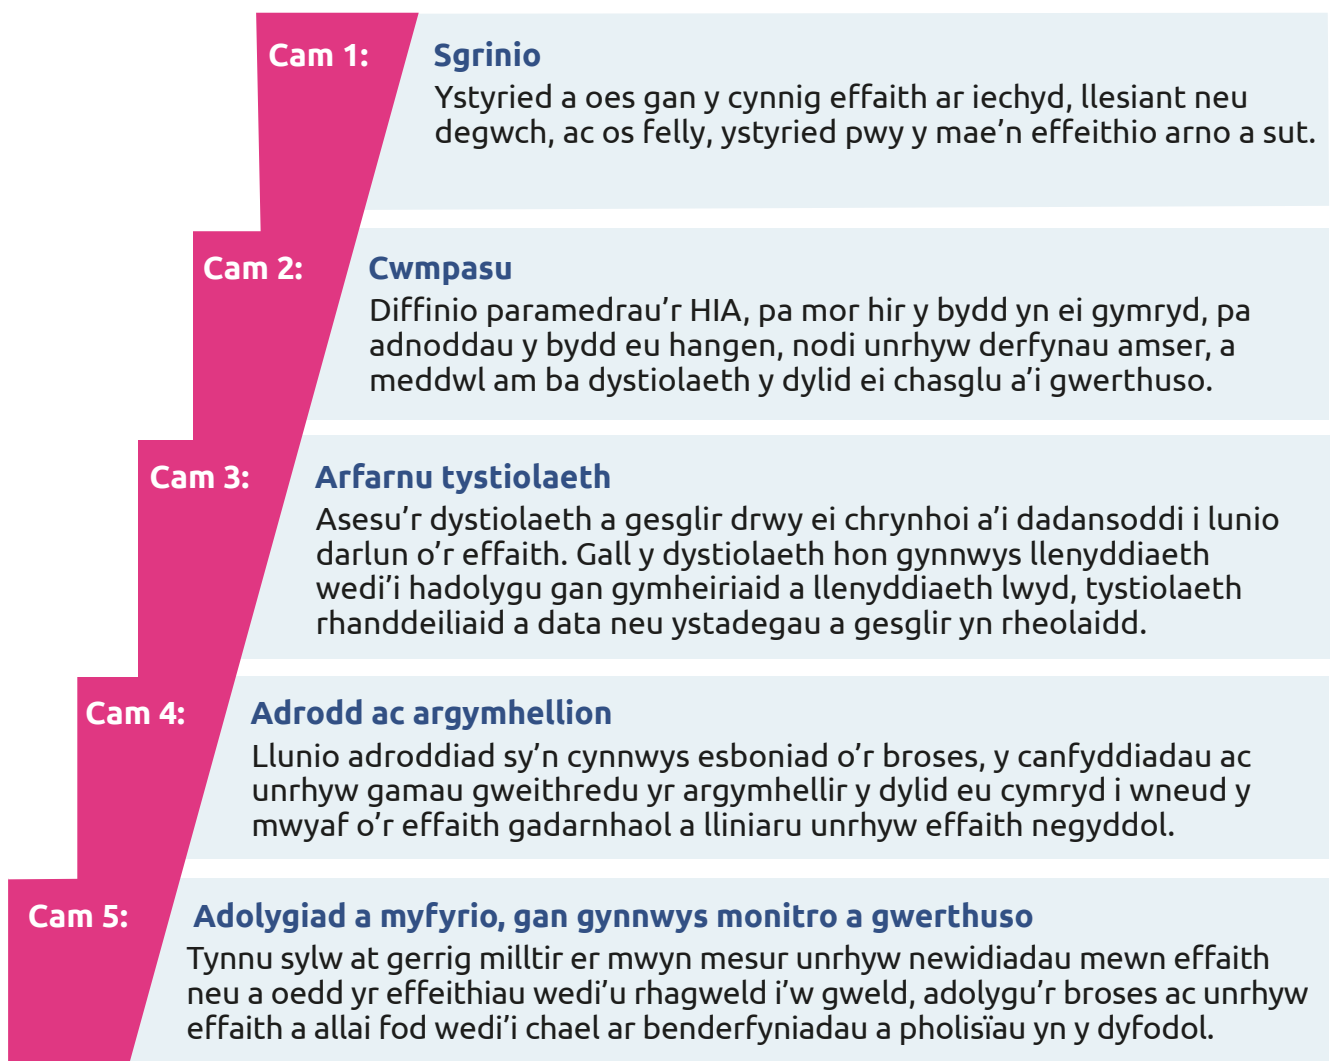 Cam 1:
Sgrinio
Ystyried a oes gan y cynnig effaith ar iechyd, llesiant neu
degwch, ac os felly, ystyried pwy y mae’n effeithio arno a sut.
Cam 2:
Cwmpasu
Diffinio paramedrau’r HIA, pa mor hir y bydd yn ei gymryd, pa
adnoddau y bydd eu hangen, nodi unrhyw derfynau amser, a
meddwl am ba dystiolaeth y dylid ei chasglu a’i gwerthuso.
Cam 3:
Arfarnu tystiolaeth
Asesu’r dystiolaeth a gesglir drwy ei chrynhoi a’i dadansoddi i lunio
darlun o’r effaith. Gall y dystiolaeth hon gynnwys llenyddiaeth
wedi’i hadolygu gan gymheiriaid a llenyddiaeth lwyd, tystiolaeth
rhanddeiliaid a data neu ystadegau a gesglir yn rheolaidd.
Cam 4:
Adrodd ac argymhellion
Llunio adroddiad sy’n cynnwys esboniad o’r broses, y canfyddiadau ac
unrhyw gamau gweithredu yr argymhellir y dylid eu cymryd i wneud y
mwyaf o’r effaith gadarnhaol a lliniaru unrhyw effaith negyddol.
Cam 5:
Adolygiad a myfyrio, gan gynnwys monitro a gwerthuso
Tynnu sylw at gerrig milltir er mwyn mesur unrhyw newidiadau mewn effaith
neu a oedd yr effeithiau wedi’u rhagweld i’w gweld, adolygu’r broses ac unrhyw
effaith a allai fod wedi’i chael ar benderfyniadau a pholisïau yn y dyfodol.